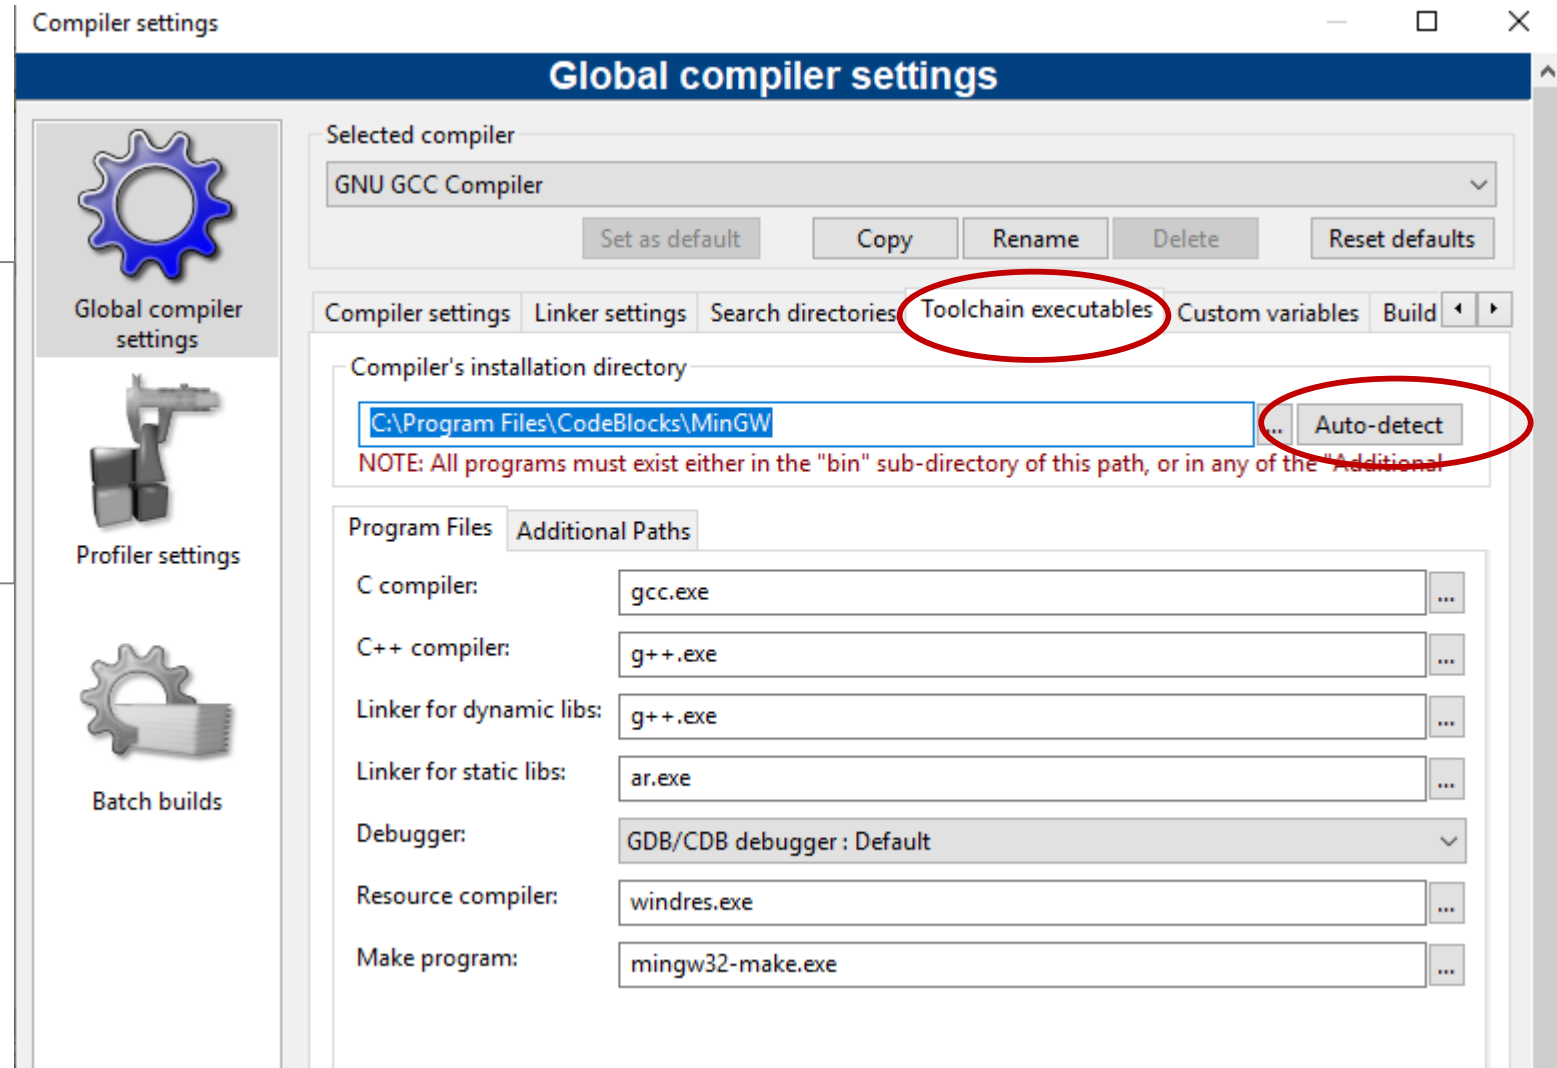 Compiler settings
Global compiler settings
Global compiler
settings
Profiler settings
Batch builds
Selected compiler
GNU GCC Compiler
Set as default
Copy
Rename
Delete
Reset defaults
Compiler settings
Linker settings
Search directories
Toolchain executables
Custom variables
Build
Compiler's installation directory
C:\Program Files\CodeBlocks\MinGW
...
Auto-detect
NOTE: All programs must exist either in the "bin" sub-directory of this path, or in any of the "Additional
Program Files
Additional Paths
C compiler:
gcc.exe
...
C++ compiler:
g++.exe
...
Linker for dynamic libs:
g++.exe
...
Linker for static libs:
ar.exe
...
Debugger:
GDB/CDB debugger : Default
Resource compiler:
windres.exe
...
Make program:
mingw32-make.exe
...